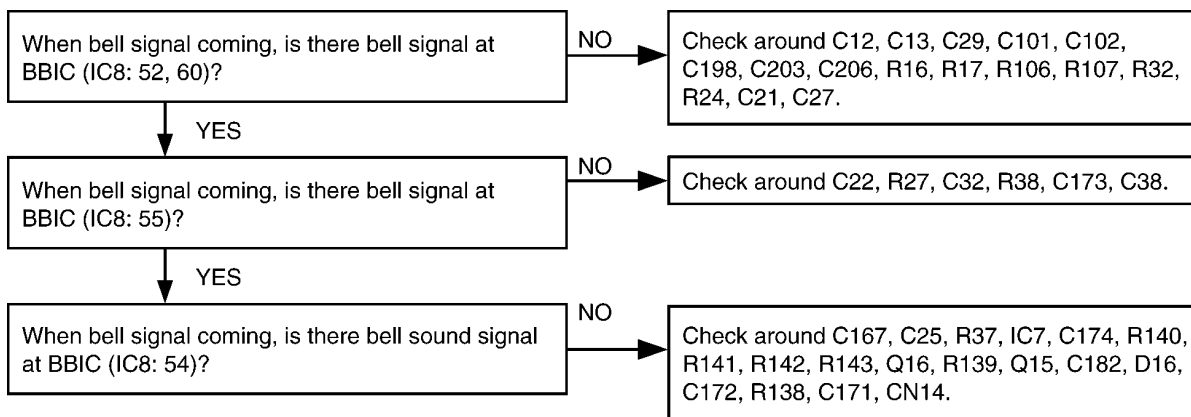 When bell signal coming, is there bell signal at
BBIC (IC8: 52, 60)?
NO
Check around C12, C13, C29, C101, C102,
C198, C203, C206, R16, R17, R106, R107, R32,
R24, C21, C27.
YES
When bell signal coming, is there bell signal at
BBIC (IC8: 55)?
NO
Check around C22, R27, C32, R38, C173, C38.
YES
When bell signal coming, is there bell sound signal
at BBIC (IC8: 54)?
NO
Check around C167, C25, R37, IC7, C174, R140,
R141, R142, R143, Q16, R139, Q15, C182, D16,
C172, R138, C171, CN14.